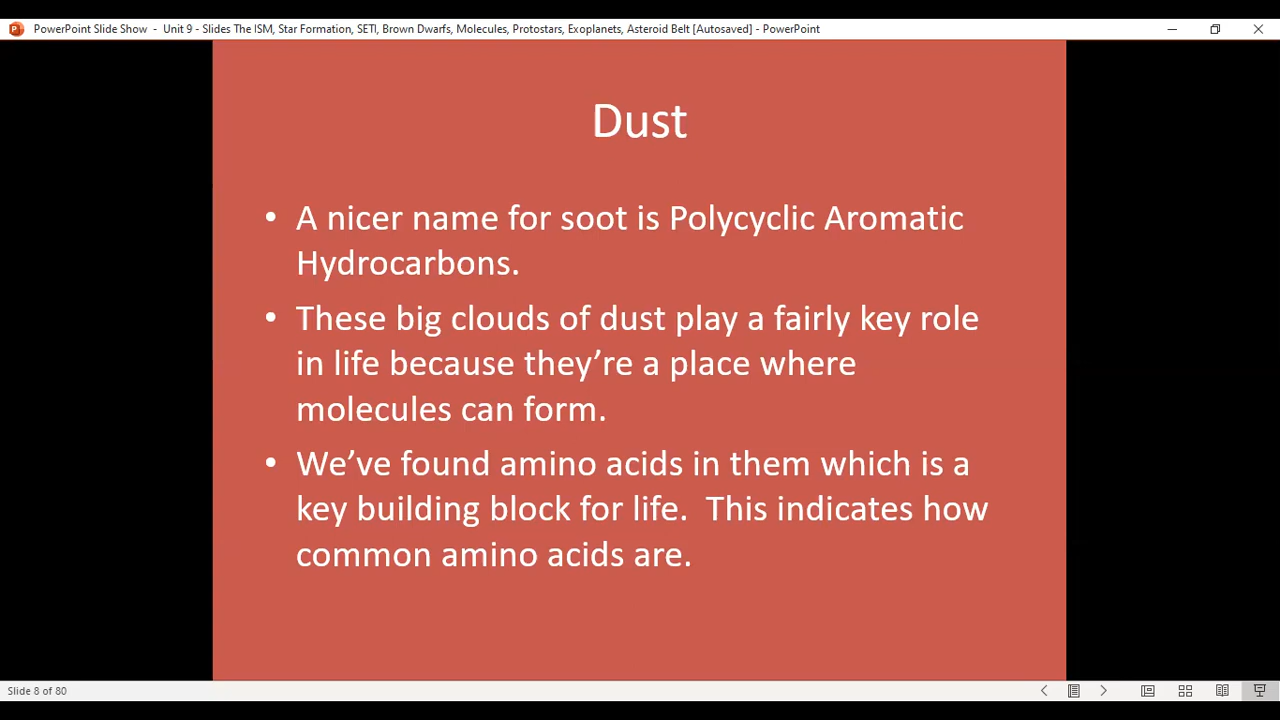 PowerPoint Slide Show - Unit 9 - Slides The ISM, Star Formation, SETI, Brown Dwarfs, Molecules, Protostars, Exoplanets, Asteroid Belt [Autosaved] - PowerPoint
Dust
• A nicer name for soot is Polycyclic Aromatic
Hydrocarbons.
• These big clouds of dust play a fairly key role
in life because they’re a place where
molecules can form.
• We’ve found amino acids in them which is a
key building block for life.  This indicates how
common amino acids are.
Slide 8 of 80